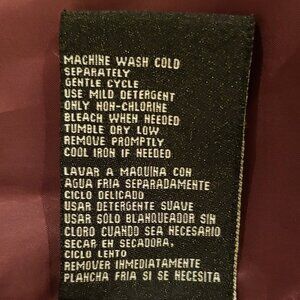 MACHINE WASH COLD
SEPARATELY
GENTLE CYCLE
USE MILD DETERGENT
ONLY NON-CHLORINE
BLEACH WHEN NEEDED
TUMBLE DRY LOW
REMOVE PROMPTLY
COOL IRON IF NEEDED
LAVAR A MAQUINA CON
AGUA FRIA SEPARADAMENTE
CICLO DELICADO
USAR DETERGENTE SUAVE
USAR SOLO BLANQUEADOR SIN
CLORO CUANDO SEA NECESARIO
SECAR EN SECADORA,
CICLO LENTO
REMOVER INMEDIATAMENTE
PLANCHA FRIA SI SE NECESITA